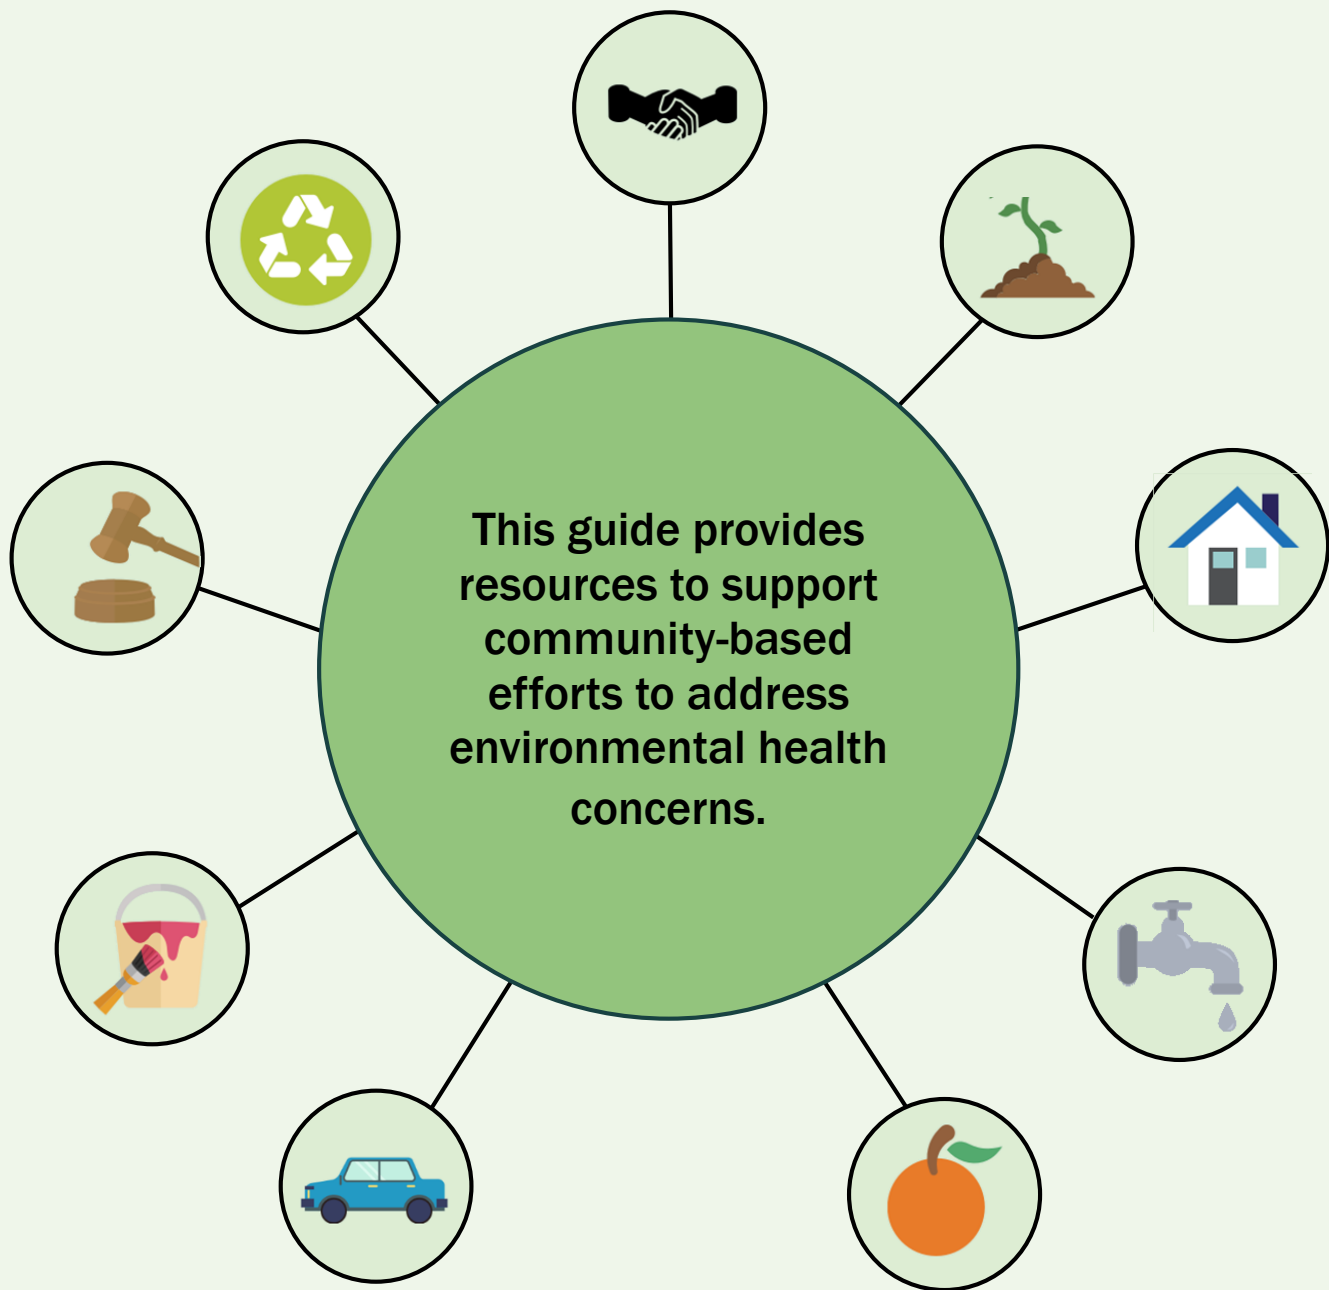 This guide provides
resources to support
community-based
efforts to address
environmental health
concerns.